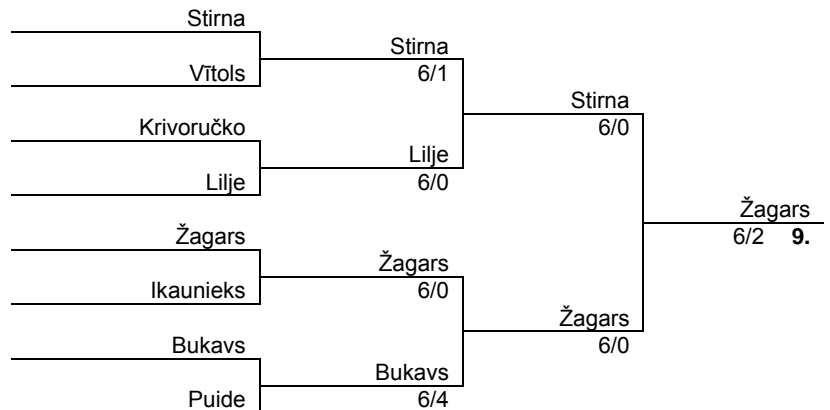 Stirna
Stirna
Vītols
6/1
Stirna
Krivoručko
6/0
Lilje
Lilje
6/0
Žagars
Žagars
6/2 9.
Žagars
Ikaunieks
6/0
Žagars
Bukavs
6/0
Bukavs
Puide
6/4